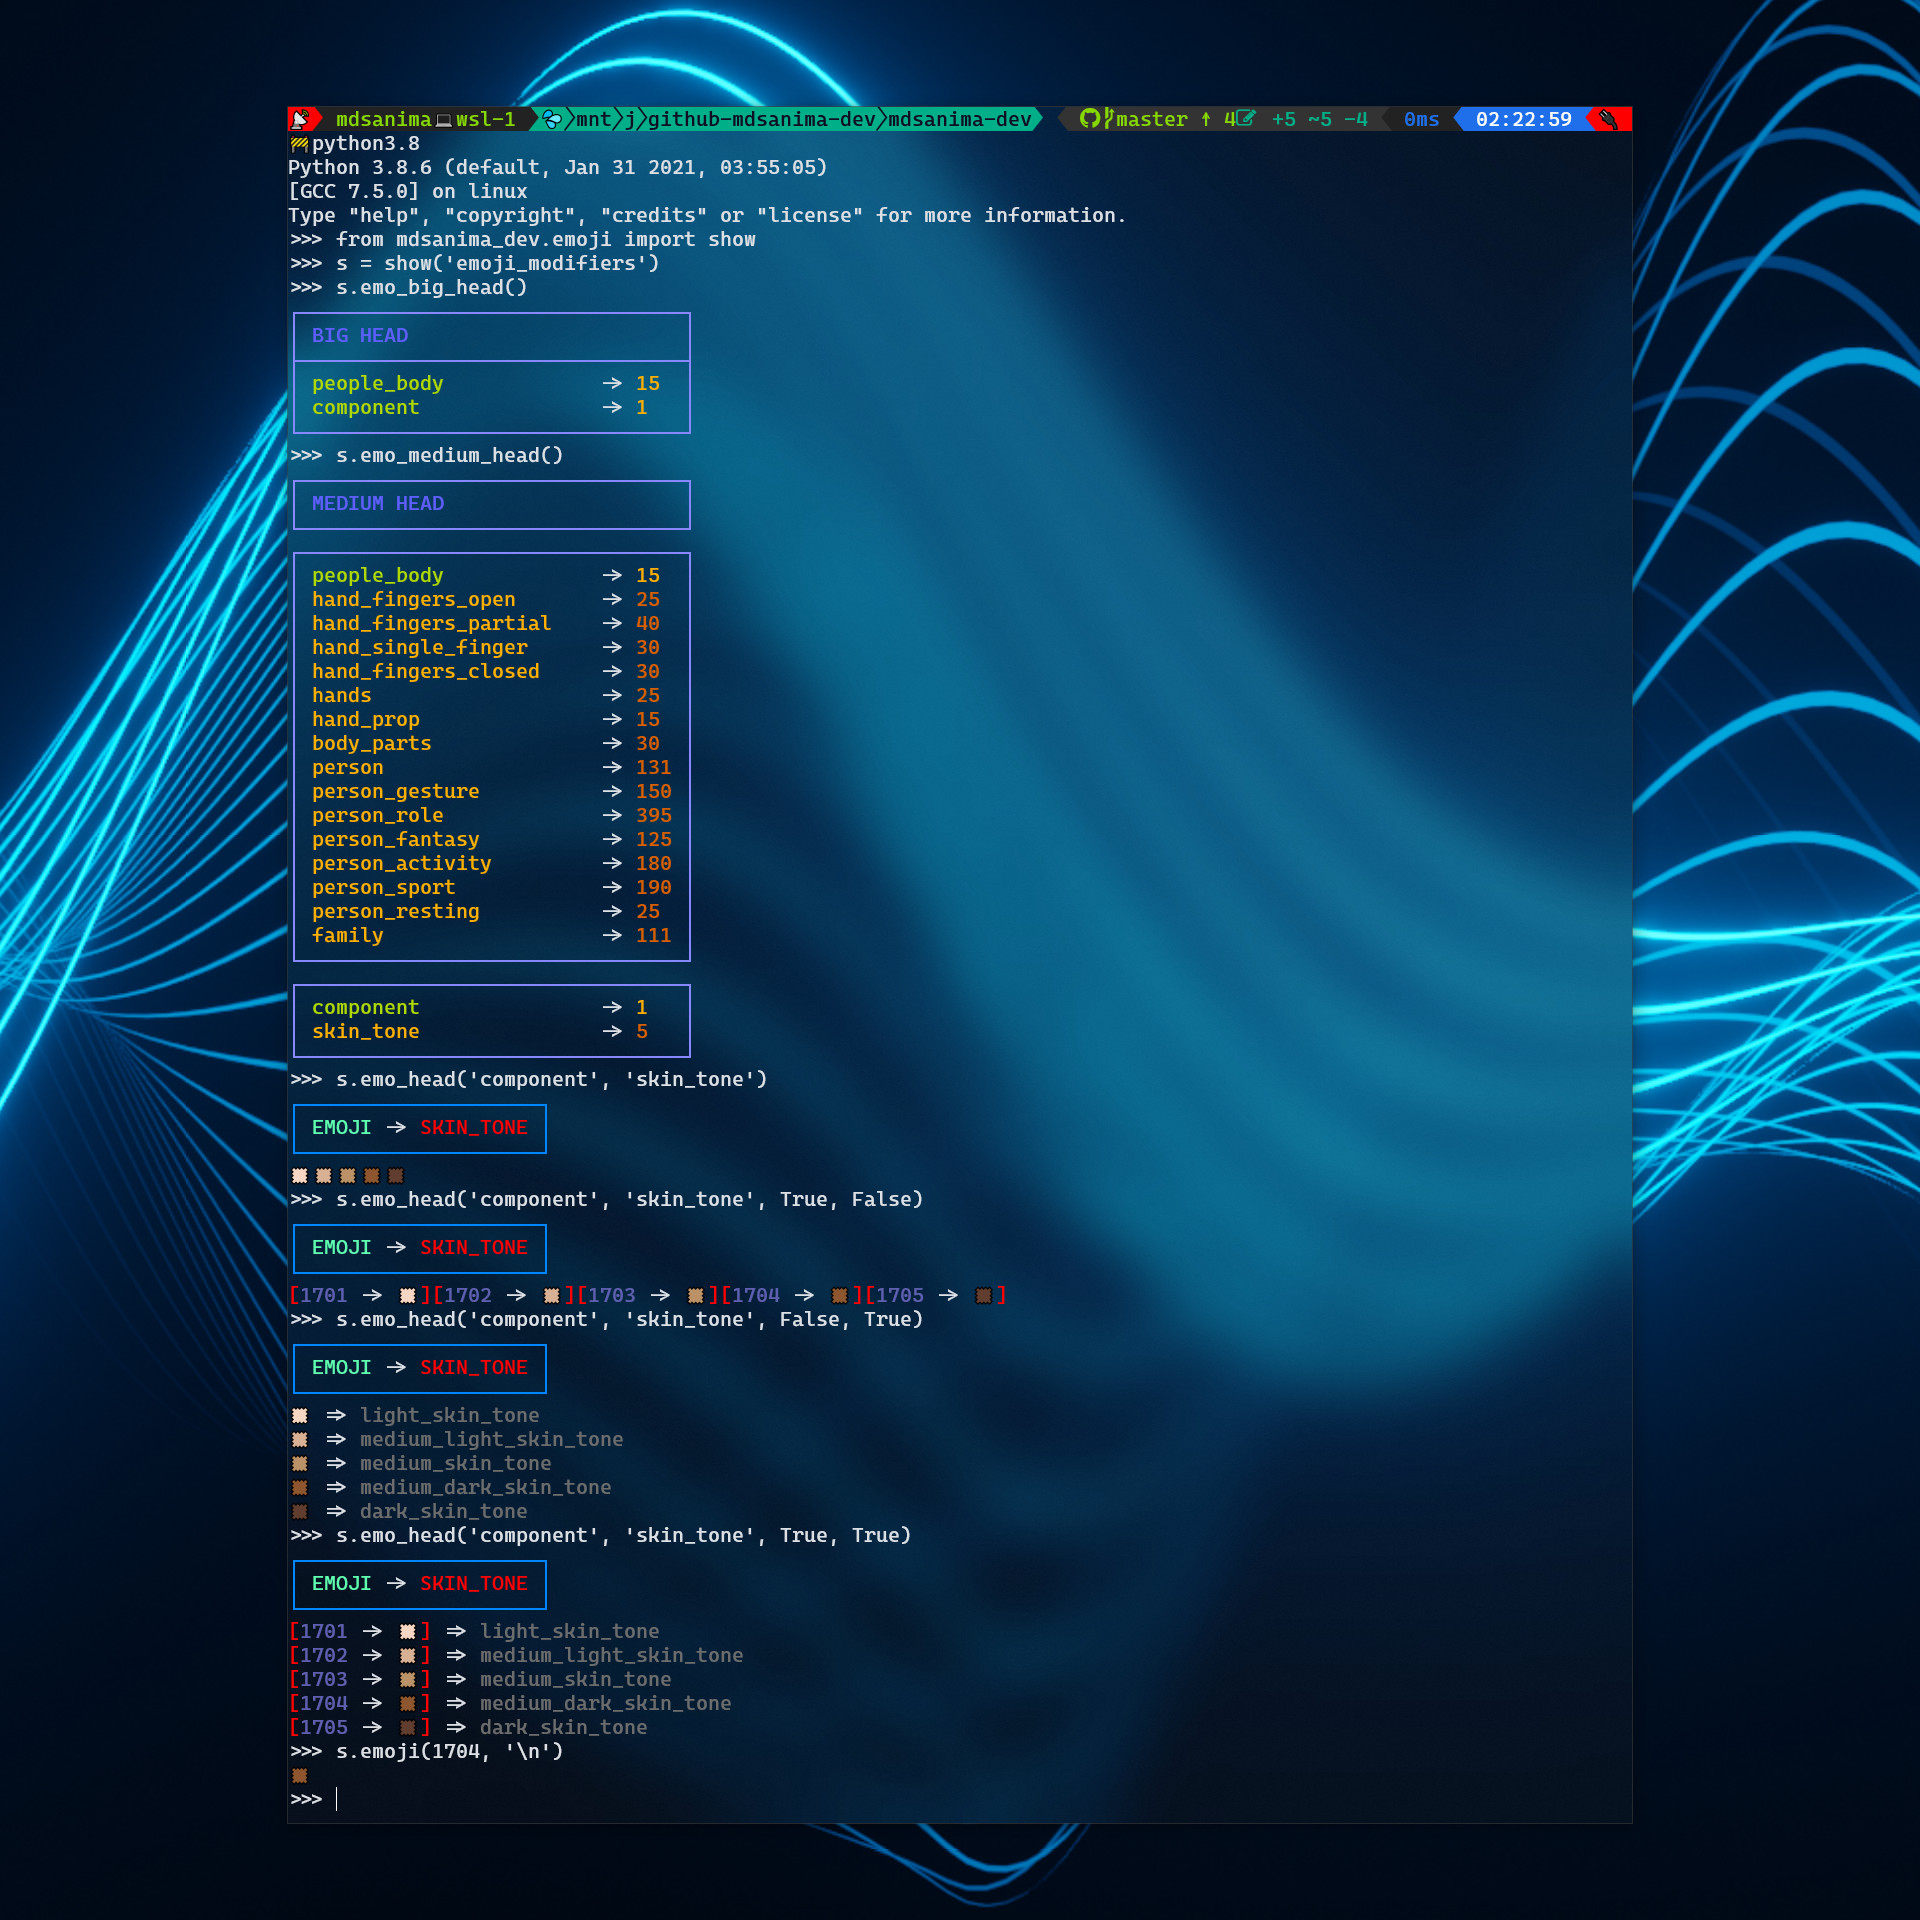 mdsanima💻wsl-1 mnt j github-mdsanima-dev mdsanima-dev master ↑ 4 +5 ~5 -4 0ms 02:22:59
🚧python3.8
Python 3.8.6 (default, Jan 31 2021, 03:55:05)
[GCC 7.5.0] on linux
Type "help", "copyright", "credits" or "license" for more information.
>>> from mdsanima_dev.emoji import show
>>> s = show('emoji_modifiers')
>>> s.emo_big_head()
BIG HEAD
people_body → 15
component → 1
>>> s.emo_medium_head()
MEDIUM HEAD
people_body → 15
hand_fingers_open → 25
hand_fingers_partial → 40
hand_single_finger → 30
hand_fingers_closed → 30
hands → 25
hand_prop → 15
body_parts → 30
person → 131
person_gesture → 150
person_role → 395
person_fantasy → 125
person_activity → 180
person_sport → 190
person_resting → 25
family → 111
component → 1
skin_tone → 5
>>> s.emo_head('component', 'skin_tone')
EMOJI → SKIN_TONE
🏻🏼🏽🏾🏿
>>> s.emo_head('component', 'skin_tone', True, False)
EMOJI → SKIN_TONE
[1701 → 🏻][1702 → 🏼][1703 → 🏽][1704 → 🏾][1705 → 🏿]
>>> s.emo_head('component', 'skin_tone', False, True)
EMOJI → SKIN_TONE
🏻 ⇒ light_skin_tone
🏼 ⇒ medium_light_skin_tone
🏽 ⇒ medium_skin_tone
🏾 ⇒ medium_dark_skin_tone
🏿 ⇒ dark_skin_tone
>>> s.emo_head('component', 'skin_tone', True, True)
EMOJI → SKIN_TONE
[1701 → 🏻] ⇒ light_skin_tone
[1702 → 🏼] ⇒ medium_light_skin_tone
[1703 → 🏽] ⇒ medium_skin_tone
[1704 → 🏾] ⇒ medium_dark_skin_tone
[1705 → 🏿] ⇒ dark_skin_tone
>>> s.emoji(1704, '\n')
🏾
>>>